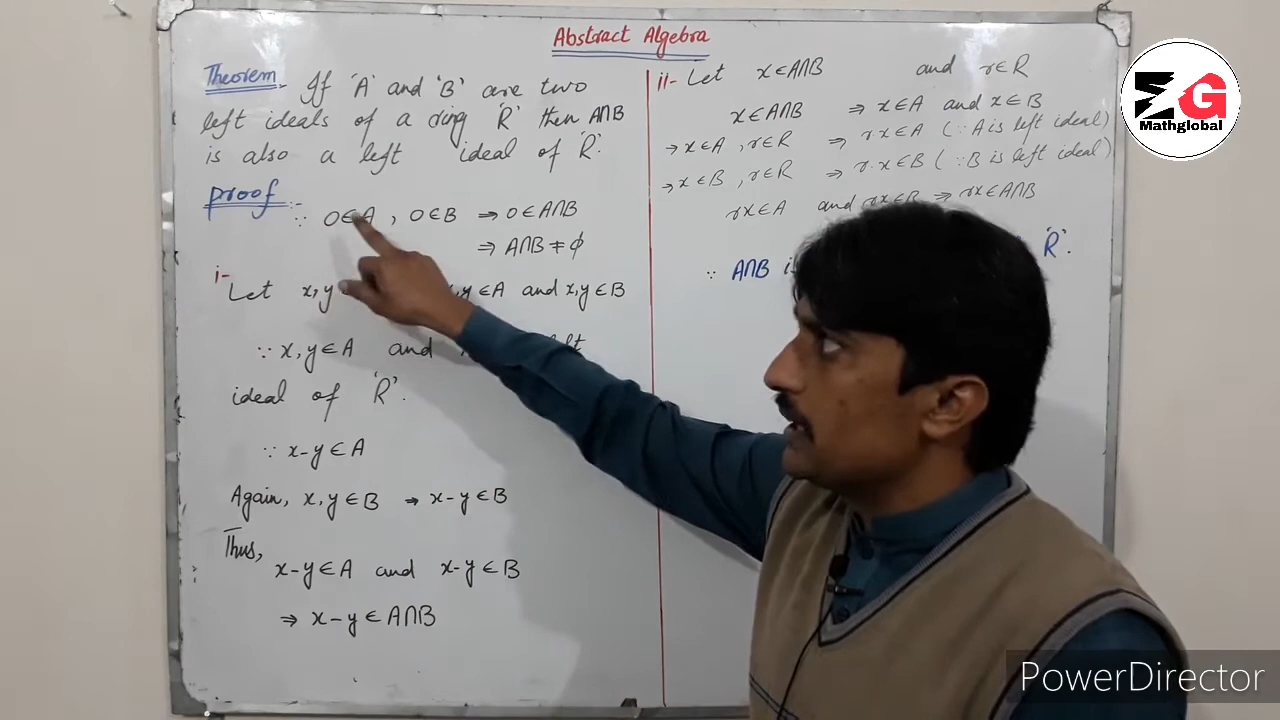 Abstract Algebra
Theorem:- If 'A' and 'B' are two
left ideals of a ring 'R' then A∩B
is also a left ideal of 'R'.
Proof:-
∵ 0∈A, 0∈B ⇒ 0∈A∩B
⇒ A∩B ≠ ϕ
i- Let x,y x,y∈A and x,y∈B
∵ x,y∈A and left
ideal of 'R'.
∵ x-y∈A
Again, x,y∈B ⇒ x-y∈B
Thus,
x-y∈A and x-y∈B
⇒ x-y∈A∩B
ii- Let x∈A∩B and r∈R
x∈A∩B ⇒ x∈A and x∈B
⇒ x∈A, r∈R ⇒ rx∈A (∵ A is left ideal)
⇒ x∈B, r∈R ⇒ r.x∈B (∵ B is left ideal)
rx∈A and rx∈B ⇒ rx∈A∩B
∵ A∩B 'R'.
MG
Mathglobal
PowerDirector